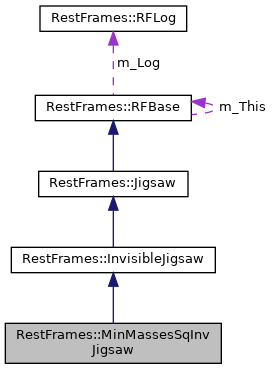 RestFrames::RFLog
m_Log
RestFrames::RFBase
m_This
RestFrames::Jigsaw
RestFrames::InvisibleJigsaw
RestFrames::MinMassesSqInv
Jigsaw